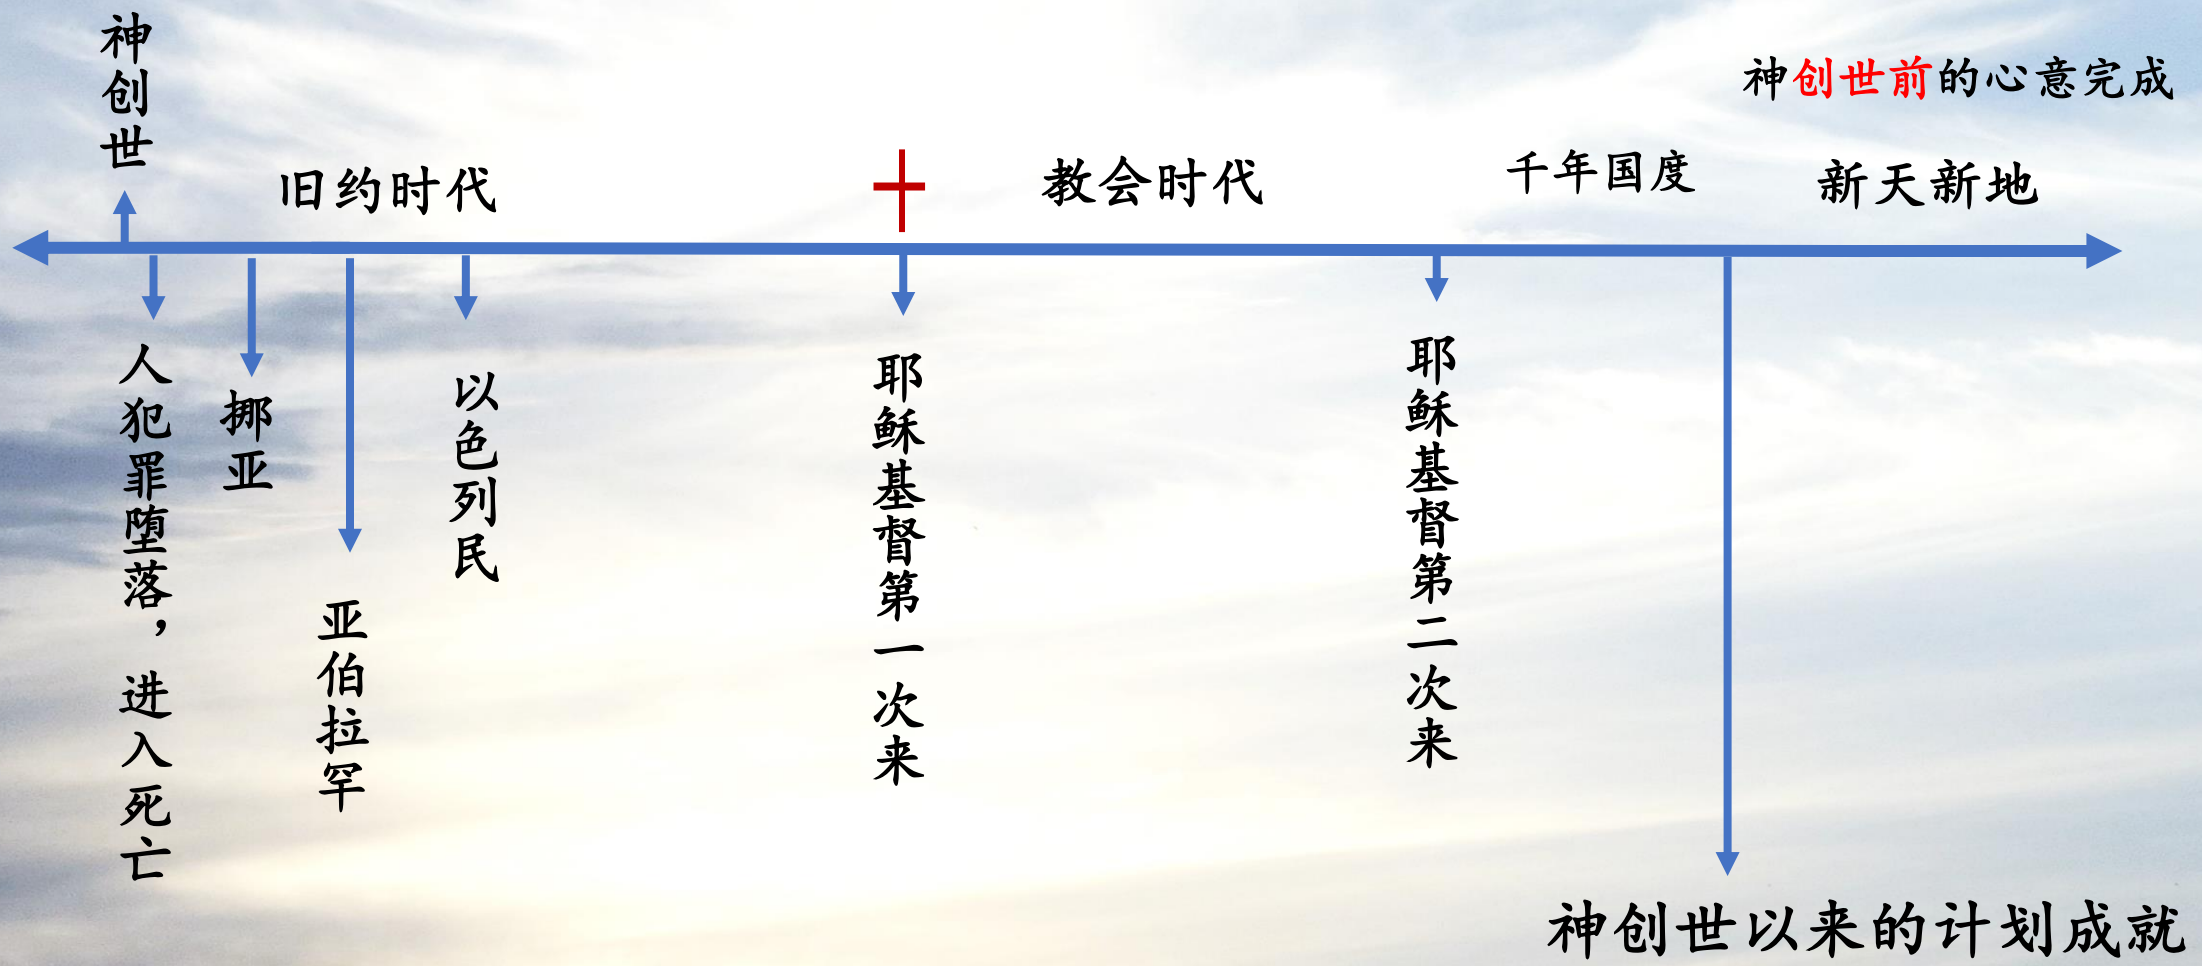 神创世
神创世前的心意完成
旧约时代
教会时代
千年国度
新天新地
人犯罪堕落，进入死亡
挪亚
亚伯拉罕
以色列民
耶稣基督第一次来
耶稣基督第二次来
神创世以来的计划成就